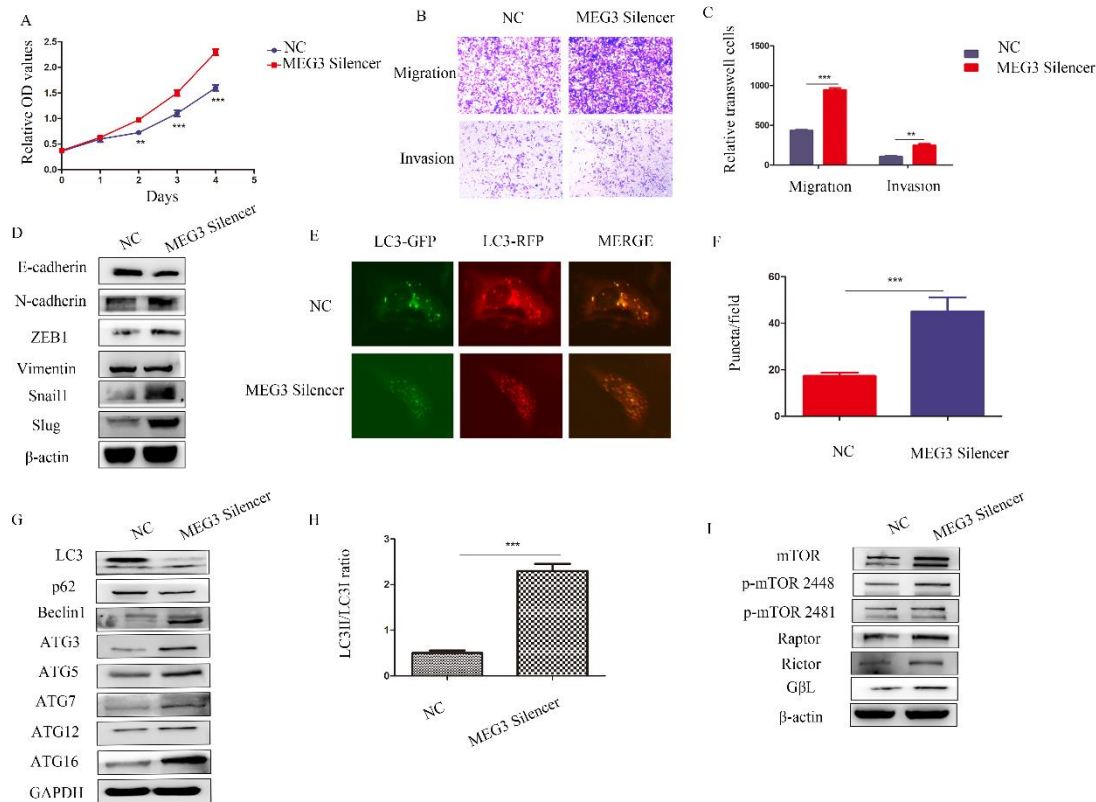 A
Relative OD values
2.5
2.0
1.5
1.0
0.5
0.0
0 1 2 3 4 5
Days
** *** ***
NC
MEG3 Silencer
B
NC MEG3 Silencer
Migration
Invasion
C
Relative transwell cells
1500
1000
500
0
*** **
Migration Invasion
NC
MEG3 Silencer
D
NC MEG3 Silencer
E-cadherin
N-cadherin
ZEB1
Vimentin
Snail1
Slug
β-actin
E
LC3-GFP LC3-RFP MERGE
NC
MEG3 Silencer
F
Puncta/field
60
40
20
0
***
NC MEG3 Silencer
G
NC MEG3 Silencer
LC3
p62
Beclin1
ATG3
ATG5
ATG7
ATG12
ATG16
GAPDH
H
LC3II/LC3I ratio
3
2
1
0
***
NC MEG3 Silencer
I
NC MEG3 Silencer
mTOR
p-mTOR 2448
p-mTOR 2481
Raptor
Rictor
GβL
β-actin